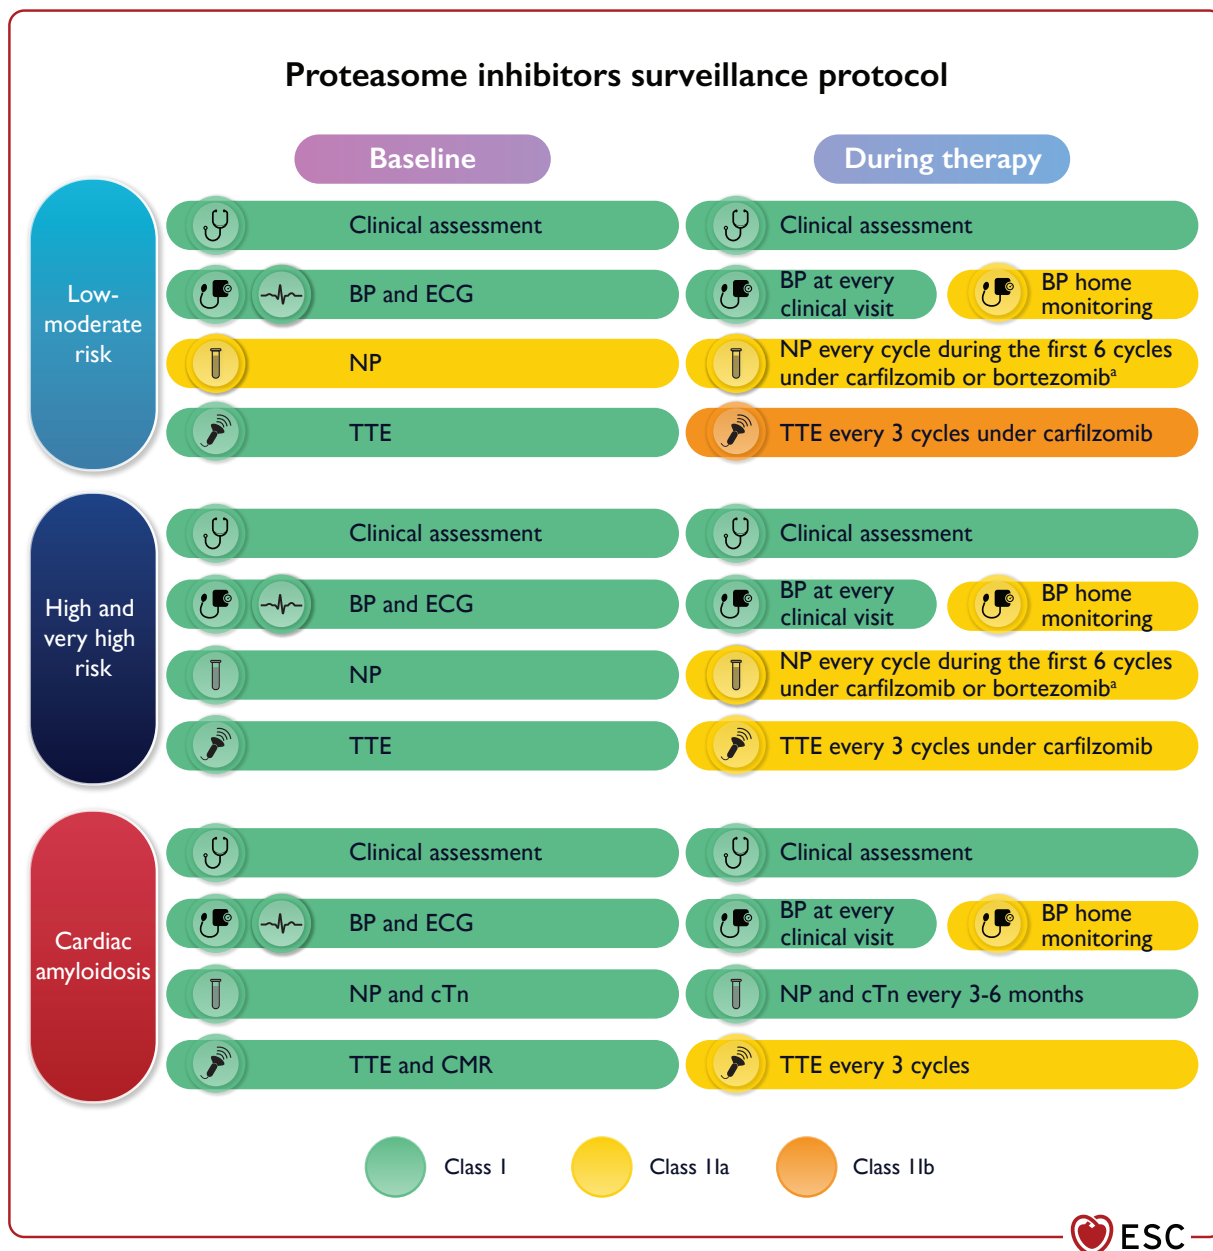 Proteasome inhibitors surveillance protocol
Baseline
During therapy
Low-
moderate
risk
Clinical assessment
Clinical assessment
BP and ECG
BP at every
clinical visit
BP home
monitoring
NP
NP every cycle during the first 6 cycles
under carfilzomib or bortezomibᵃ
TTE
TTE every 3 cycles under carfilzomib
High and
very high
risk
Clinical assessment
Clinical assessment
BP and ECG
BP at every
clinical visit
BP home
monitoring
NP
NP every cycle during the first 6 cycles
under carfilzomib or bortezomibᵃ
TTE
TTE every 3 cycles under carfilzomib
Cardiac
amyloidosis
Clinical assessment
Clinical assessment
BP and ECG
BP at every
clinical visit
BP home
monitoring
NP and cTn
NP and cTn every 3-6 months
TTE and CMR
TTE every 3 cycles
Class I
Class IIa
Class IIb
ESC